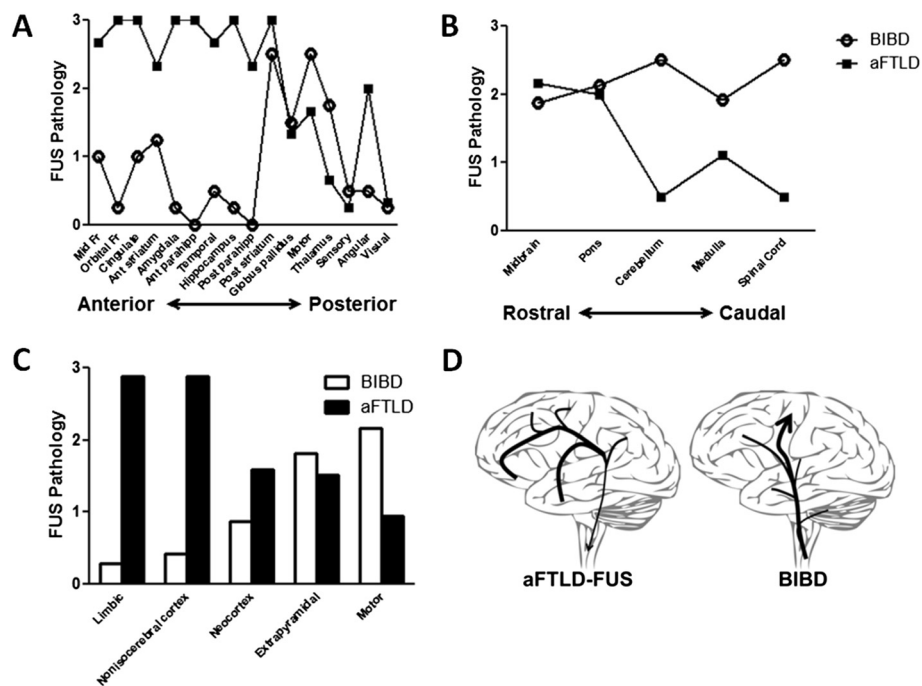 A
FUS Pathology
3
2
1
0
Mid Fr
Orbital Fr
Cingulate
Ant striatum
Amygdala
Ant parahipp
Temporal
Hippocampus
Post parahipp
Post striatum
Globus pallidus
Motor
Thalamus
Sensory
Angular
Visual
Anterior
Posterior
B
FUS Pathology
3
2
1
0
BIBD
aFTLD
Midbrain
Pons
Cerebellum
Medulla
Spinal Cord
Rostral
Caudal
C
FUS Pathology
3
2
1
0
BIBD
aFTLD
Limbic
Nonisocerebral cortex
Neocortex
ExtraPyramidal
Motor
D
aFTLD-FUS
BIBD